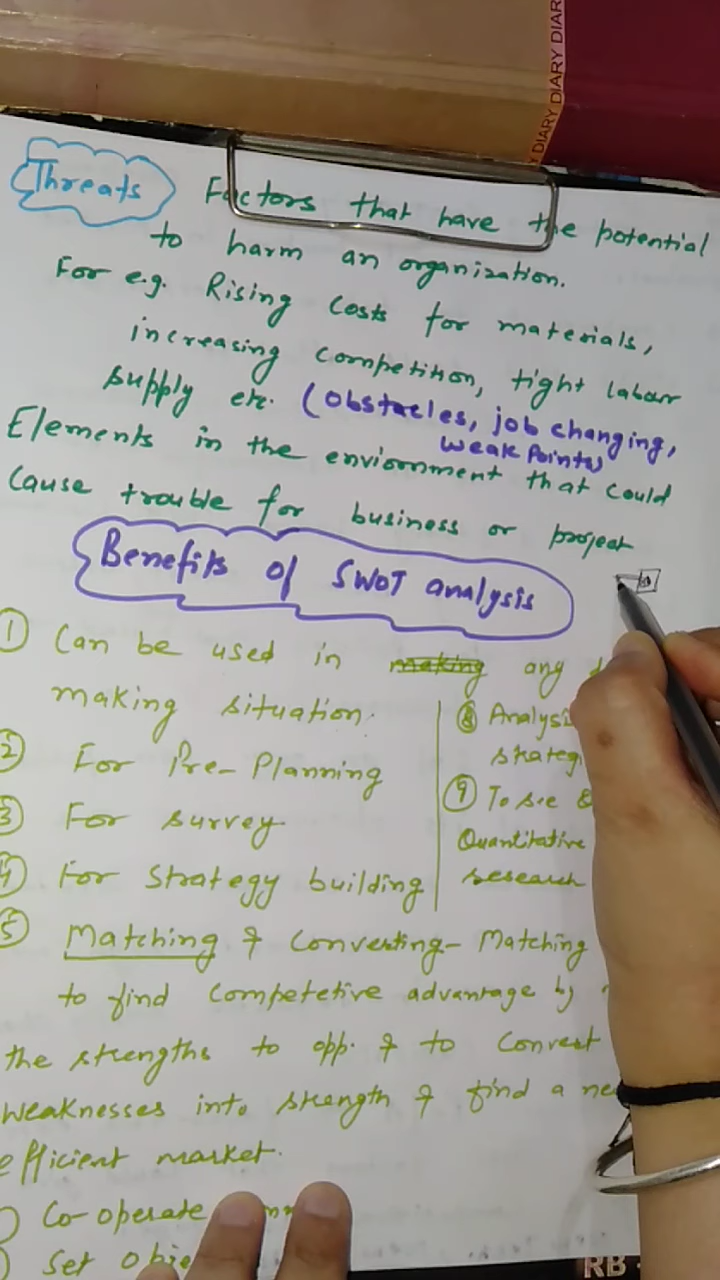 DIARY DIARY DIAR
Threats Factors that have the potential
to harm an organization.
For e.g. Rising Costs for materials,
increasing competition, tight labour
supply etc. (obstacles, job changing,
weak Points)
Elements in the enviornment that could
cause trouble for business or project
Benefits of SWOT analysis
① Can be used in making any
making situation.
② For Pre-Planning
③ For survey
④ For Strategy building
⑧ Analysis
strateg
⑨ To see &
Quantitative
research
⑤ Matching & Converting- Matching
to find Competetive advantage by
the strengths to opp. & to Convert
weaknesses into strength & find a
efficient market.
Co-operate
Set
RB